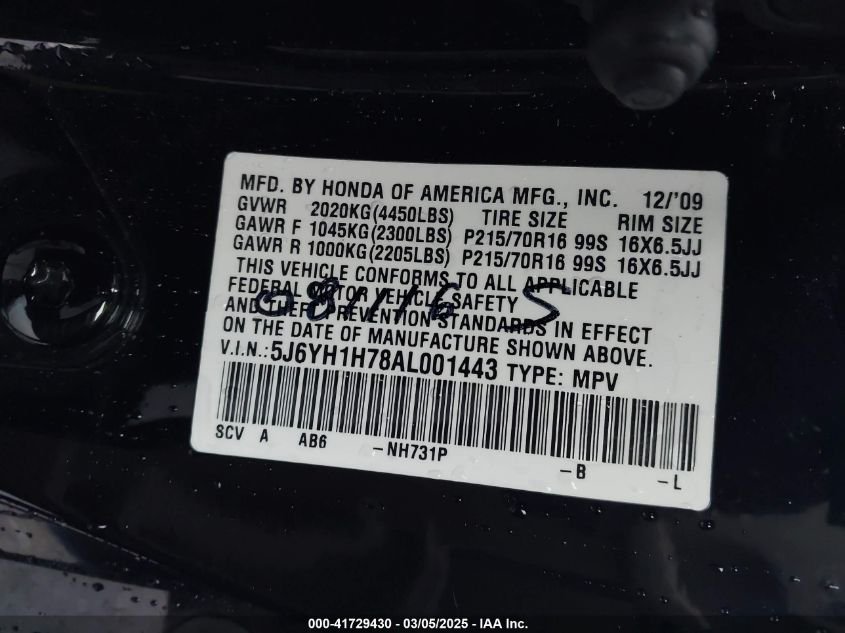 MFD. BY HONDA OF AMERICA MFG., INC. 12/'09
GVWR 2020KG(4450LBS) TIRE SIZE RIM SIZE
GAWR F 1045KG(2300LBS) P215/70R16 99S 16X6.5JJ
GAWR R 1000KG(2205LBS) P215/70R16 99S 16X6.5JJ
THIS VEHICLE CONFORMS TO ALL APPLICABLE
FEDERAL MOTOR VEHICLE SAFETY
AND THEFT PREVENTION STANDARDS IN EFFECT
ON THE DATE OF MANUFACTURE SHOWN ABOVE.
V.I.N.: 5J6YH1H78AL001443 TYPE: MPV
SCV A AB6 -NH731P -B -L
000-41729430 - 03/05/2025 - IAA Inc.